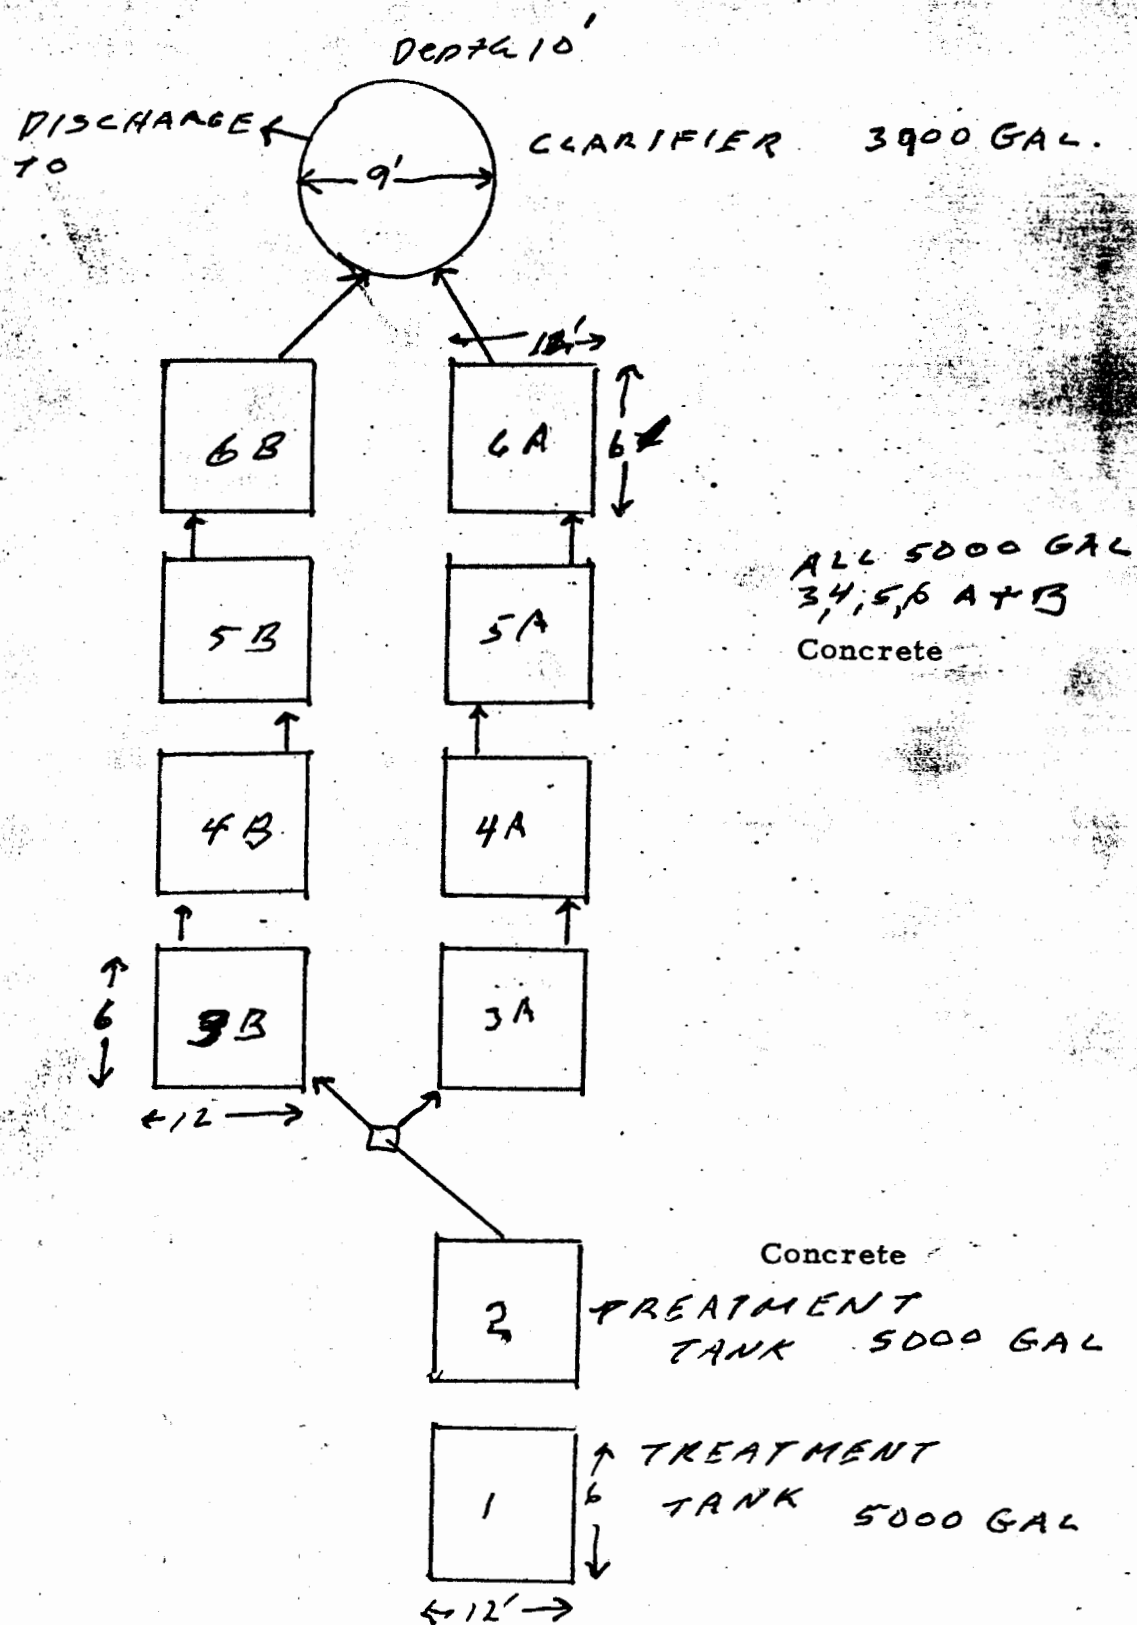 Depth 10'
DISCHARGE
TO
CLARIFIER 3900 GAL.
9'
12'
6B
6A
6
ALL 5000 GAL
3,4,5,6 A + B
Concrete
5B
5A
4B
4A
6
3B
3A
12
Concrete
2
TREATMENT
TANK 5000 GAL
1
6
TREATMENT
TANK 5000 GAL
12'